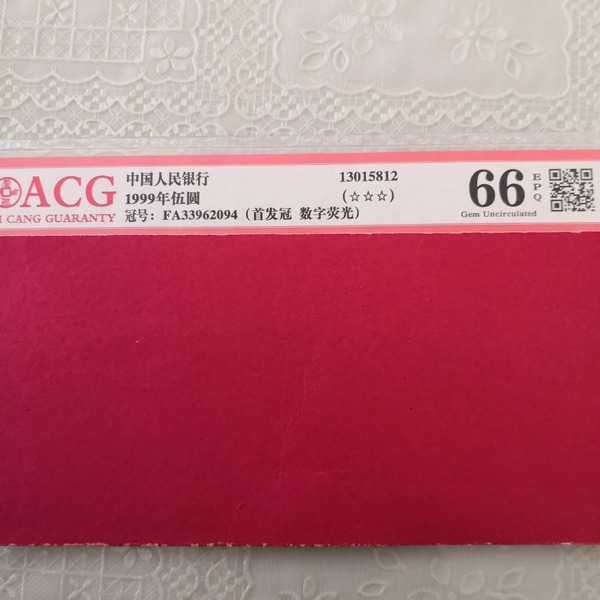 ACG
CANG GUARANTY
中国人民银行
1999年伍圆
冠号：FA33962094（首发冠 数字荧光）
13015812
(☆☆☆)
66
EPQ
Gem Uncirculated